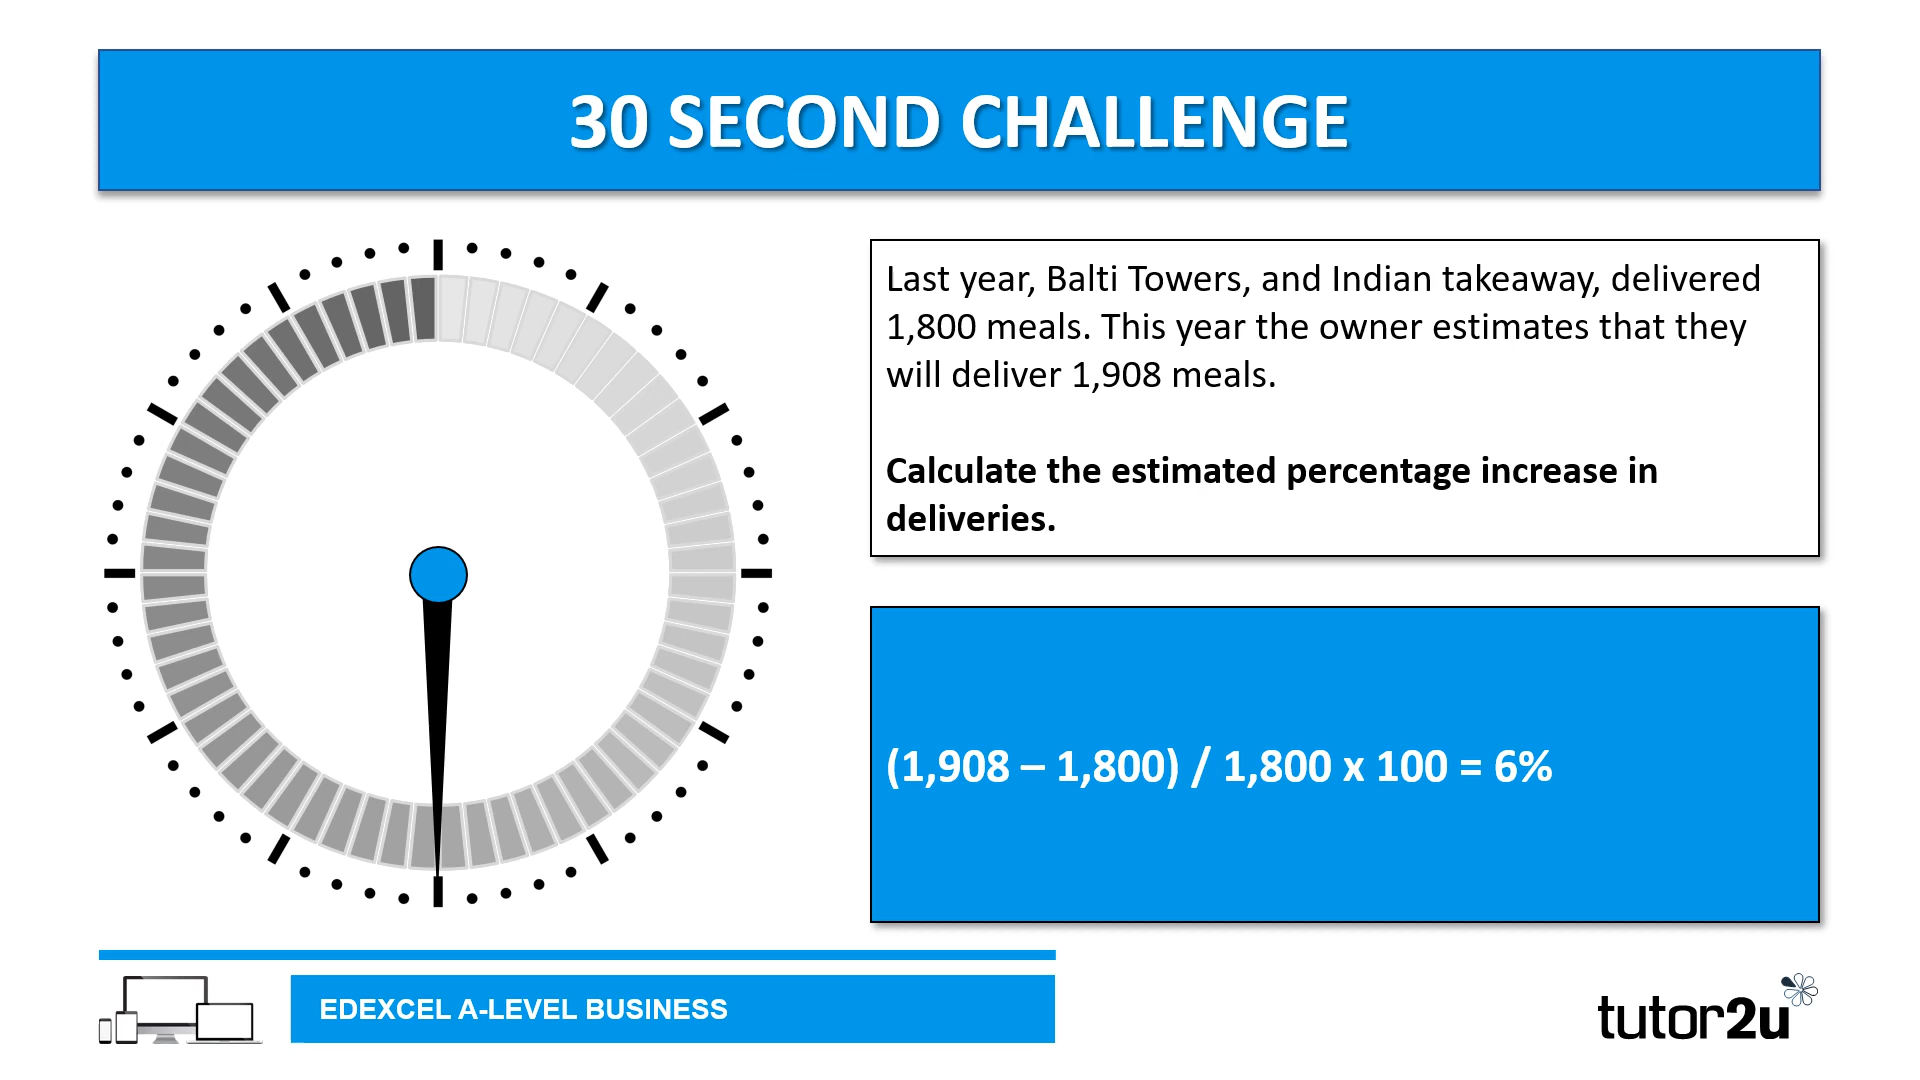 30 SECOND CHALLENGE
Last year, Balti Towers, and Indian takeaway, delivered
1,800 meals. This year the owner estimates that they
will deliver 1,908 meals.
Calculate the estimated percentage increase in
deliveries.
(1,908 – 1,800) / 1,800 x 100 = 6%
EDEXCEL A-LEVEL BUSINESS
tutor2u